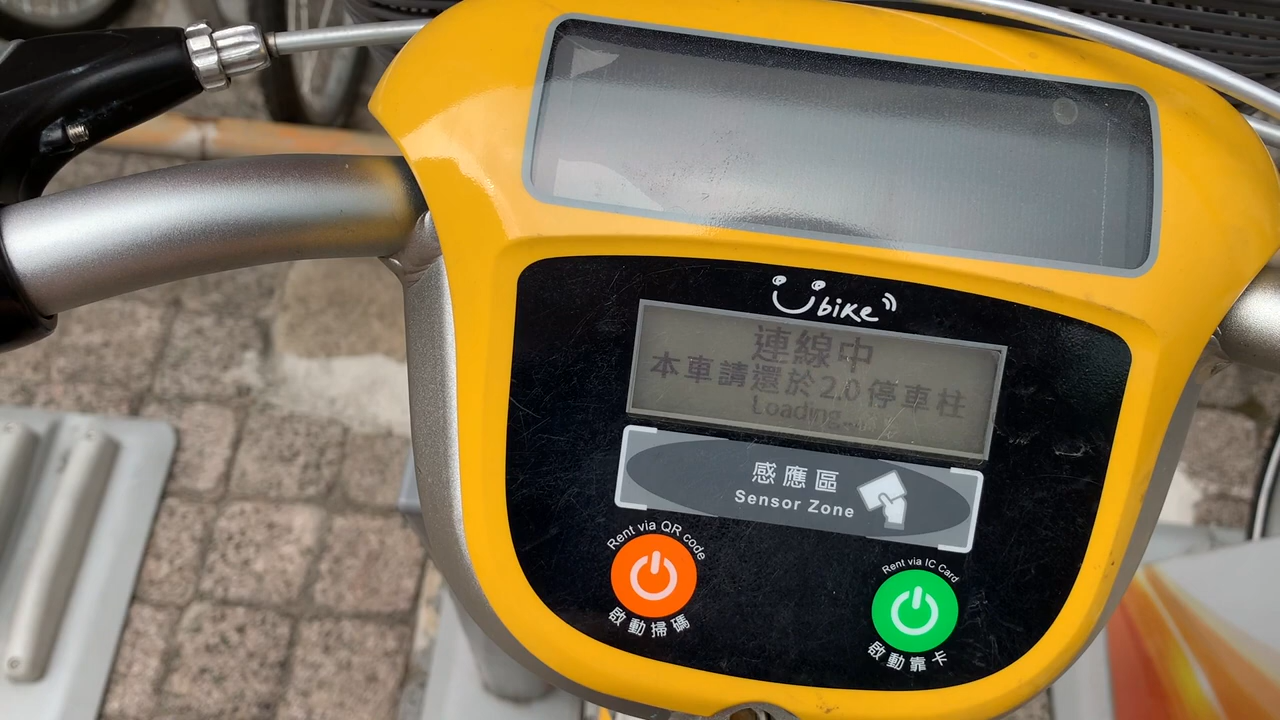 Ubike
連線中
本車請還於2.0停車柱
Loading...
感應區
Sensor Zone
Rent via QR code
啟動掃碼
Rent via IC Card
啟動靠卡